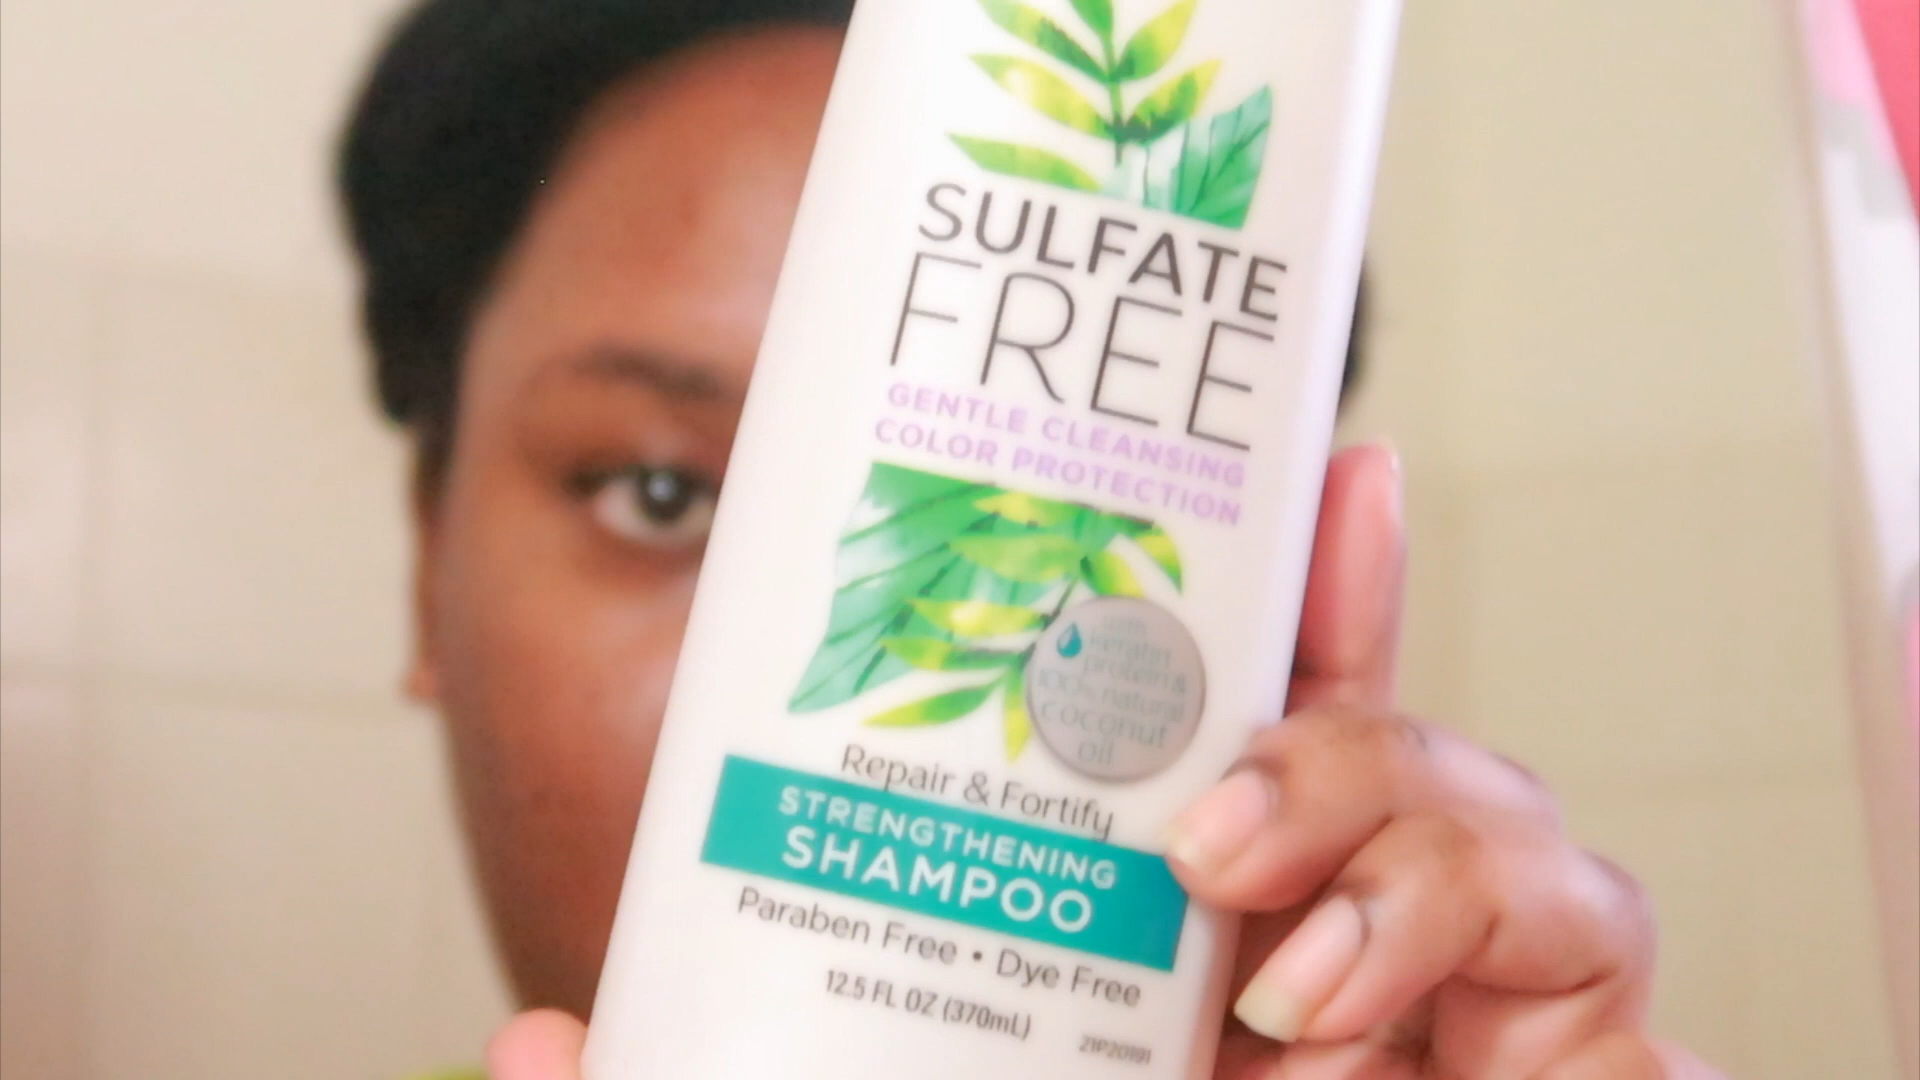 SULFATE
FREE
GENTLE CLEANSING
COLOR PROTECTION
with
keratin
protein &
100% natural
coconut
oil
Repair & Fortify
STRENGTHENING
SHAMPOO
Paraben Free • Dye Free
12.5 FL OZ (370mL)
21P20191